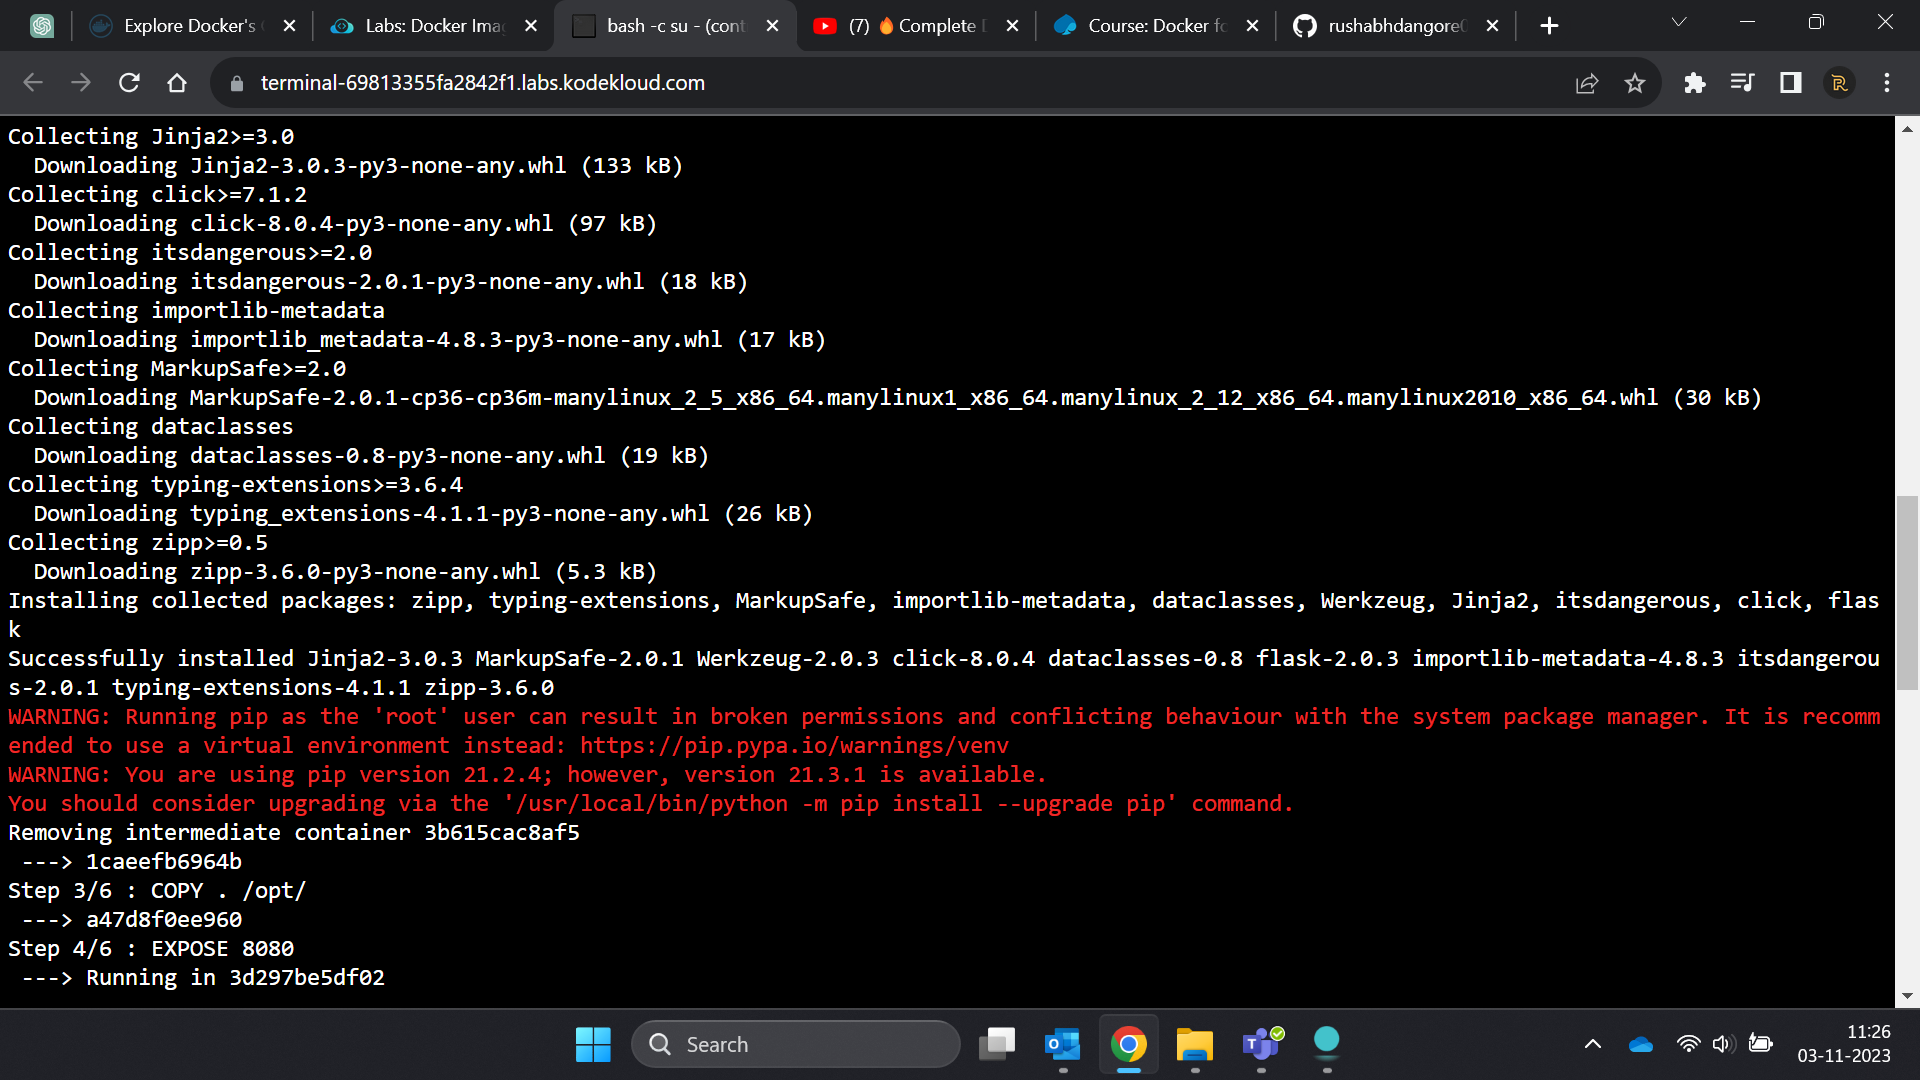 Explore Docker's
Labs: Docker Ima
bash -c su - (cont
(7) 🔥 Complete
Course: Docker fo
rushabhdangore
terminal-69813355fa2842f1.labs.kodekloud.com
Collecting Jinja2>=3.0
  Downloading Jinja2-3.0.3-py3-none-any.whl (133 kB)
Collecting click>=7.1.2
  Downloading click-8.0.4-py3-none-any.whl (97 kB)
Collecting itsdangerous>=2.0
  Downloading itsdangerous-2.0.1-py3-none-any.whl (18 kB)
Collecting importlib-metadata
  Downloading importlib_metadata-4.8.3-py3-none-any.whl (17 kB)
Collecting MarkupSafe>=2.0
  Downloading MarkupSafe-2.0.1-cp36-cp36m-manylinux_2_5_x86_64.manylinux1_x86_64.manylinux_2_12_x86_64.manylinux2010_x86_64.whl (30 kB)
Collecting dataclasses
  Downloading dataclasses-0.8-py3-none-any.whl (19 kB)
Collecting typing-extensions>=3.6.4
  Downloading typing_extensions-4.1.1-py3-none-any.whl (26 kB)
Collecting zipp>=0.5
  Downloading zipp-3.6.0-py3-none-any.whl (5.3 kB)
Installing collected packages: zipp, typing-extensions, MarkupSafe, importlib-metadata, dataclasses, Werkzeug, Jinja2, itsdangerous, click, flas
k
Successfully installed Jinja2-3.0.3 MarkupSafe-2.0.1 Werkzeug-2.0.3 click-8.0.4 dataclasses-0.8 flask-2.0.3 importlib-metadata-4.8.3 itsdangerou
s-2.0.1 typing-extensions-4.1.1 zipp-3.6.0
WARNING: Running pip as the 'root' user can result in broken permissions and conflicting behaviour with the system package manager. It is recomm
ended to use a virtual environment instead: https://pip.pypa.io/warnings/venv
WARNING: You are using pip version 21.2.4; however, version 21.3.1 is available.
You should consider upgrading via the '/usr/local/bin/python -m pip install --upgrade pip' command.
Removing intermediate container 3b615cac8af5
 ---> 1caeefb6964b
Step 3/6 : COPY . /opt/
 ---> a47d8f0ee960
Step 4/6 : EXPOSE 8080
 ---> Running in 3d297be5df02
Search
11:26
03-11-2023